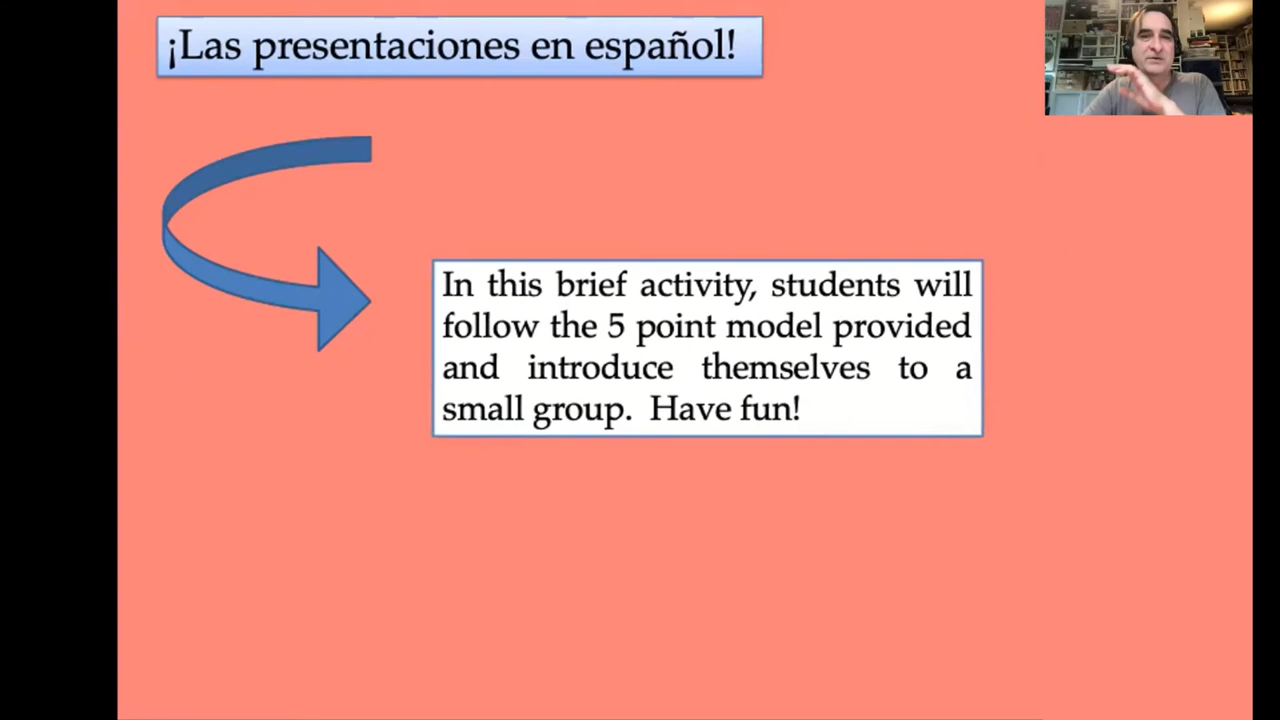 ¡Las presentaciones en español!
In this brief activity, students will
follow the 5 point model provided
and introduce themselves to a
small group.  Have fun!